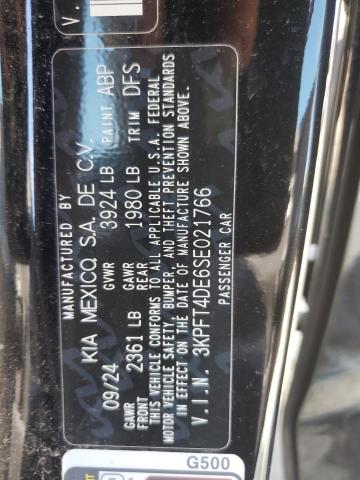 V.
MANUFACTURED BY
KIA MEXICO, S.A. DE C.V.
09/24 GVWR 3924 LB PAINT ABP
GAWR FRONT 2361 LB GAWR REAR 1980 LB TRIM DFS
THIS VEHICLE CONFORMS TO ALL APPLICABLE U.S.A. FEDERAL
MOTOR VEHICLE SAFETY, BUMPER, AND THEFT PREVENTION STANDARDS
IN EFFECT ON THE DATE OF MANUFACTURE SHOWN ABOVE.
V.I.N. 3KPFT4DE6SE021766
PASSENGER CAR
G500